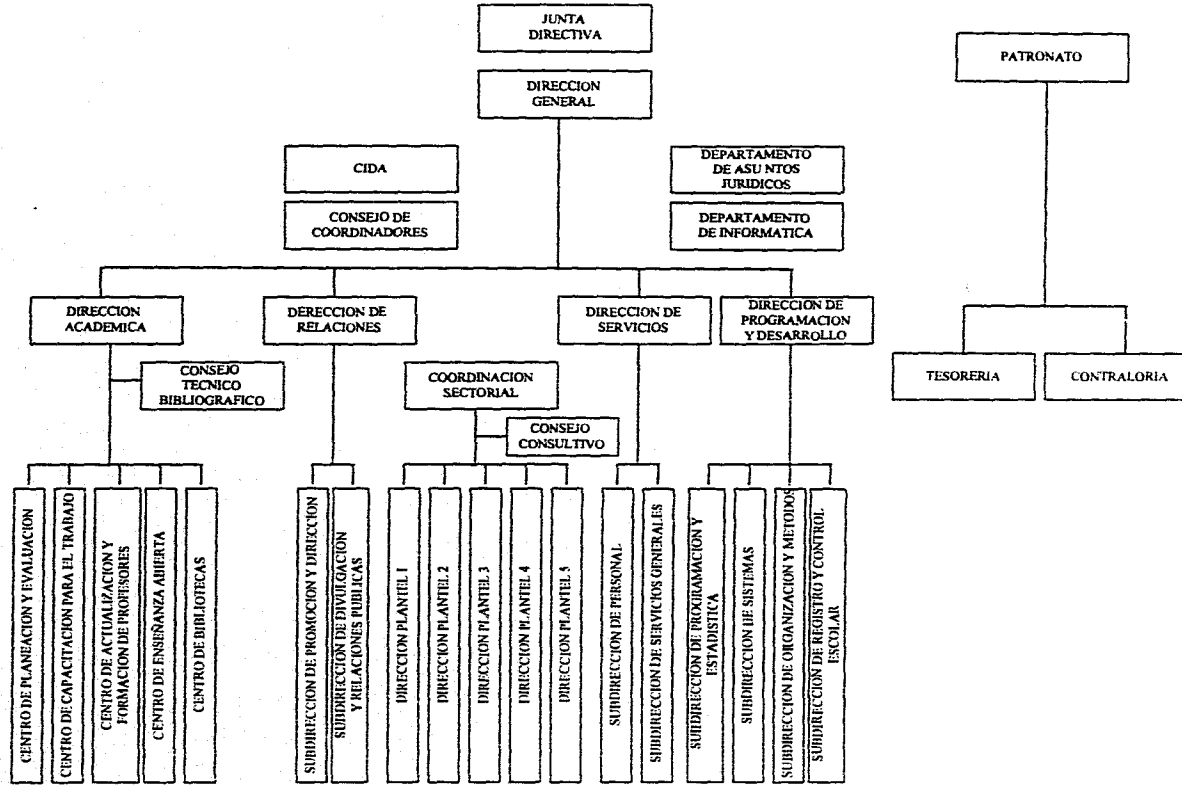 JUNTA
DIRECTIVA
PATRONATO
DIRECCION
GENERAL
CIDA
DEPARTAMENTO
DE ASUNTOS
JURIDICOS
CONSEJO DE
COORDINADORES
DEPARTAMENTO
DE INFORMATICA
DIRECCION
ACADEMICA
DERECCION DE
RELACIONES
DIRECCION DE
SERVICIOS
DIRECCION DE
PROGRAMACION
Y DESARROLLO
TESORERIA
CONTRALORIA
CONSEJO
TECNICO
BIBLIOGRAFICO
COORDINACION
SECTORIAL
CONSEJO
CONSULTIVO
CENTRO DE PLANEACION Y EVALUACION
CENTRO DE CAPACITACION PARA EL TRABAJO
CENTRO DE ACTUALIZACION Y
FORMACION DE PROFESORES
CENTRO DE ENSEÑANZA ABIERTA
CENTRO DE BIBLIOTECAS
SUBDIRECCION DE PROMOCION Y DIRECCION
SUBDIRECCION DE DIVULGACION
Y RELACIONES PUBLICAS
DIRECCION PLANTEL 1
DIRECCION PLANTEL 2
DIRECCION PLANTEL 3
DIRECCION PLANTEL 4
DIRECCION PLANTEL 5
SUBDIRECCION DE PERSONAL
SUBDIRECCION DE SERVICIOS GENERALES
SUBDIRECCION DE PROGRAMACION Y
ESTADISTICA
SUBDIRECCION DE SISTEMAS
SUBDIRECCION DE ORGANIZACION Y METODOS
SUBDIRECCION DE REGISTRO Y CONTROL
ESCOLAR